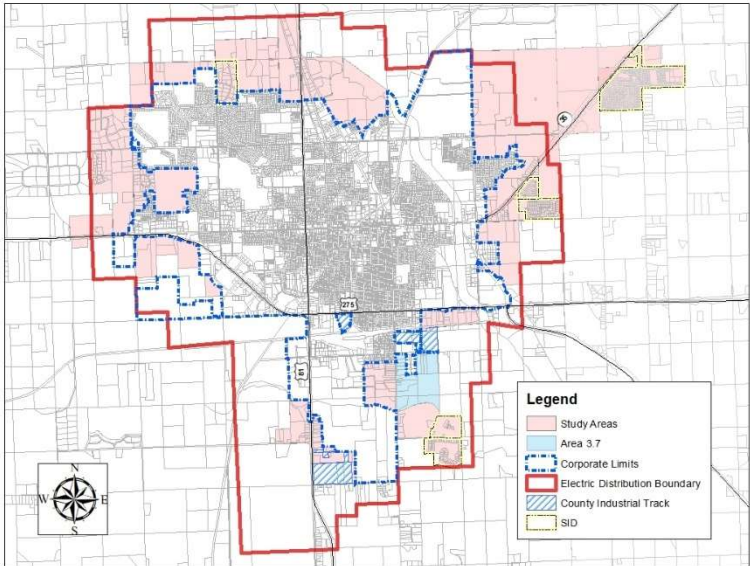 275
81
Legend
Study Areas
Area 3.7
Corporate Limits
Electric Distribution Boundary
County Industrial Track
SID
N
W E
S